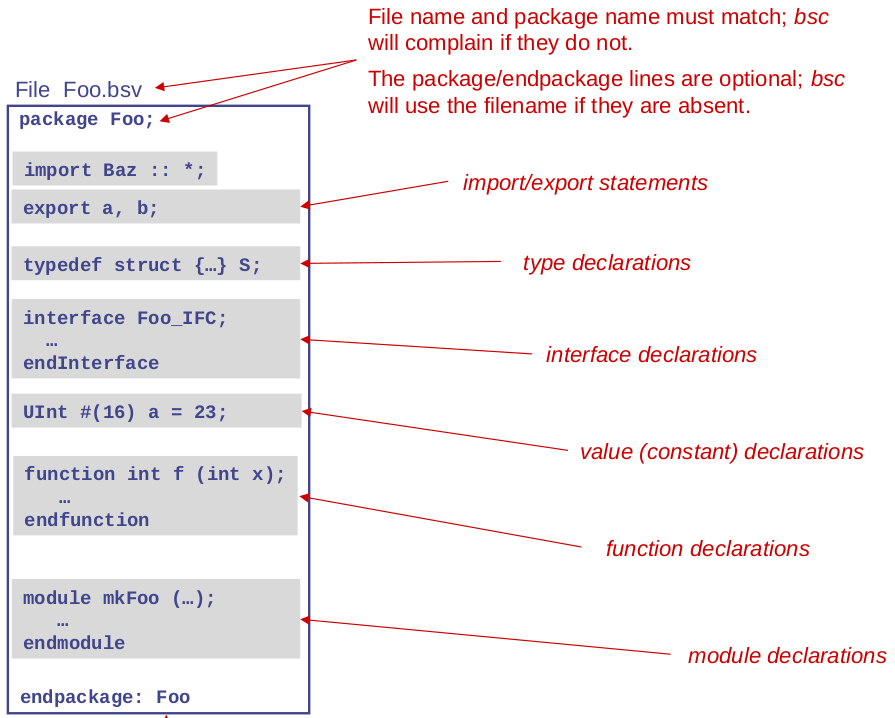 File name and package name must match; bsc
will complain if they do not.
The package/endpackage lines are optional; bsc
will use the filename if they are absent.
File Foo.bsv
package Foo;
import Baz :: *;
export a, b;
import/export statements
typedef struct {…} S;
type declarations
interface Foo_IFC;
…
endInterface
interface declarations
UInt #(16) a = 23;
value (constant) declarations
function int f (int x);
…
endfunction
function declarations
module mkFoo (…);
…
endmodule
module declarations
endpackage: Foo